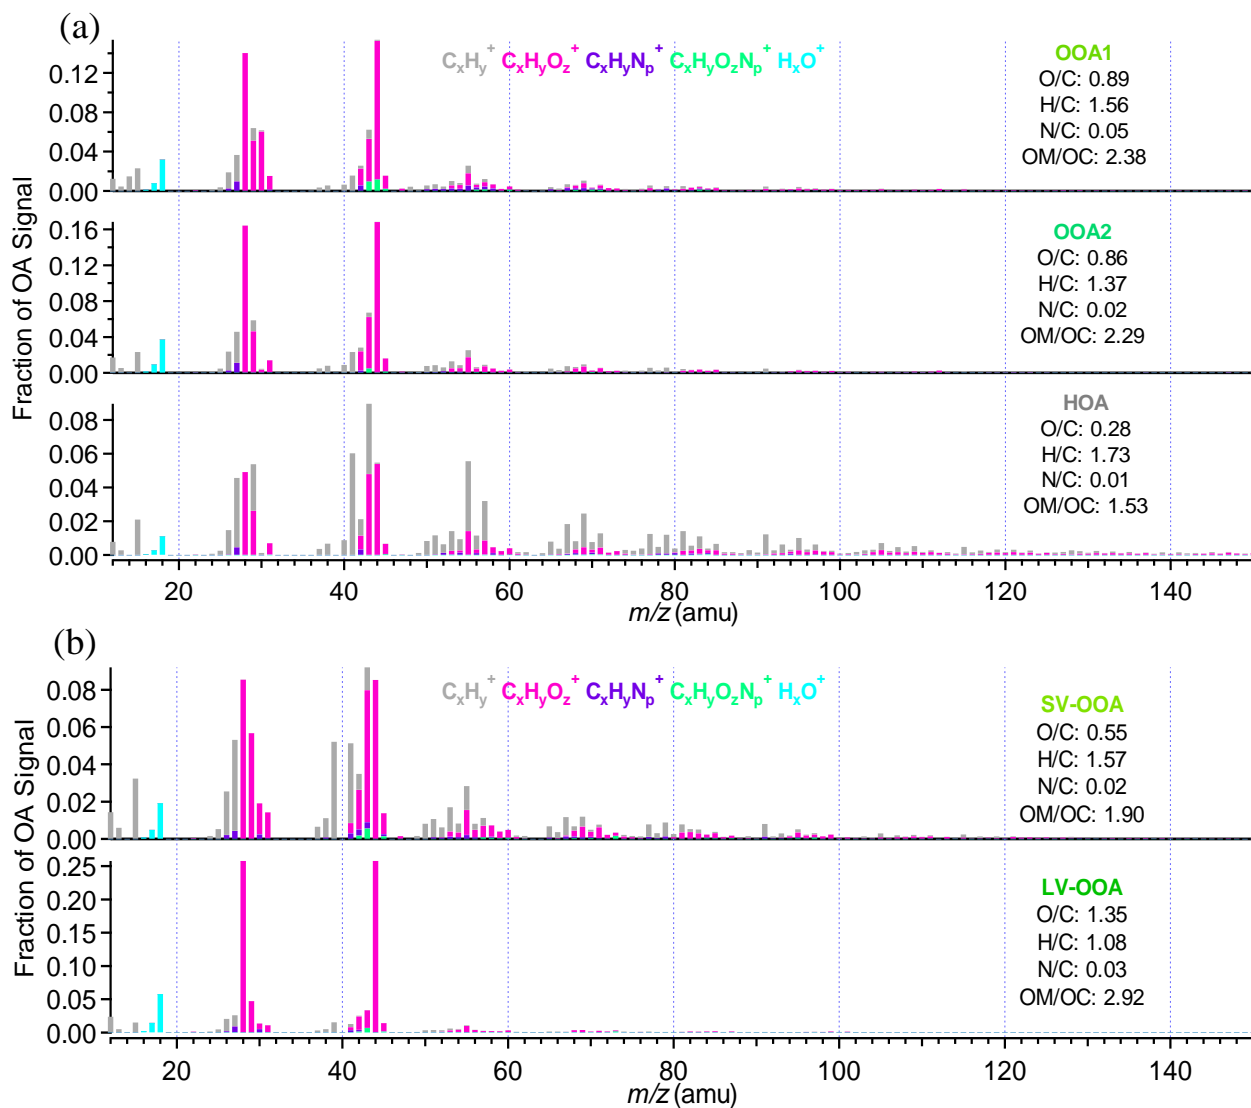 (a)
CxHy+ CxHyOz+ CxHyNp+ CxHyOzNp+ HxO+
OOA1
O/C: 0.89
H/C: 1.56
N/C: 0.05
OM/OC: 2.38
0.12
0.08
0.04
0.00
OOA2
O/C: 0.86
H/C: 1.37
N/C: 0.02
OM/OC: 2.29
0.16
0.12
0.08
0.04
0.00
Fraction of OA Signal
HOA
O/C: 0.28
H/C: 1.73
N/C: 0.01
OM/OC: 1.53
0.08
0.06
0.04
0.02
0.00
20 40 60 80 100 120 140
m/z (amu)
(b)
CxHy+ CxHyOz+ CxHyNp+ CxHyOzNp+ HxO+
SV-OOA
O/C: 0.55
H/C: 1.57
N/C: 0.02
OM/OC: 1.90
0.08
0.06
0.04
0.02
0.00
Fraction of OA Signal
LV-OOA
O/C: 1.35
H/C: 1.08
N/C: 0.03
OM/OC: 2.92
0.25
0.20
0.15
0.10
0.05
0.00
20 40 60 80 100 120 140
m/z (amu)